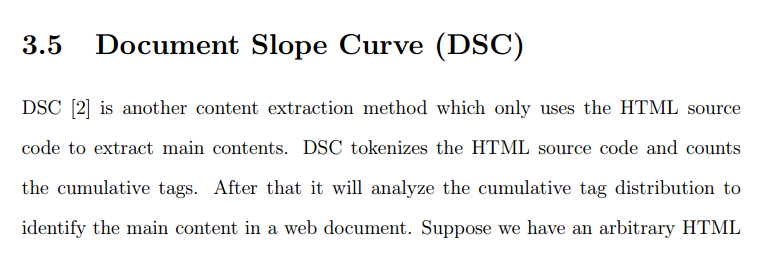 3.5 Document Slope Curve (DSC)
DSC [2] is another content extraction method which only uses the HTML source
code to extract main contents. DSC tokenizes the HTML source code and counts
the cumulative tags. After that it will analyze the cumulative tag distribution to
identify the main content in a web document. Suppose we have an arbitrary HTML